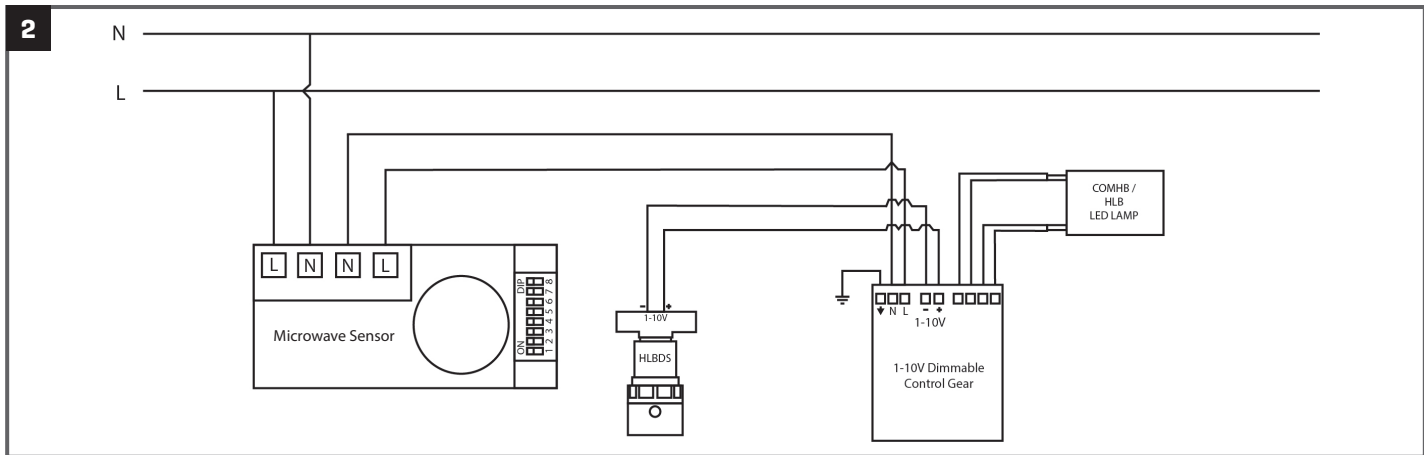 2
N
L
L N N L
Microwave Sensor
ON DIP
1 2 3 4 5 6 7 8
- +
1-10V
HLBDS
N L - +
1-10V
1-10V Dimmable
Control Gear
COMHB /
HLB
LED LAMP